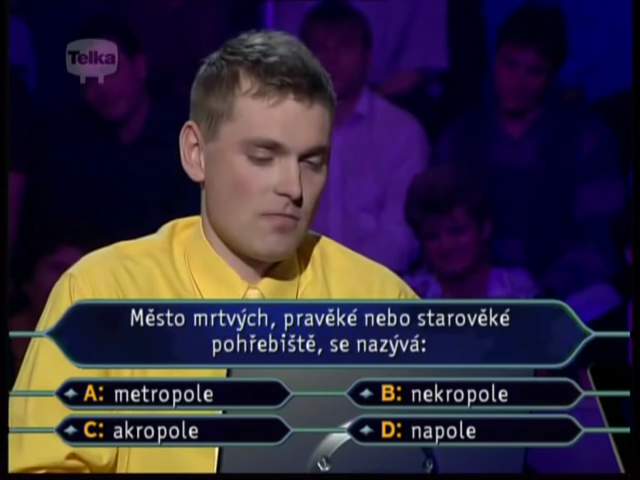 Telka
Město mrtvých, pravěké nebo starověké
pohřebiště, se nazývá:
A: metropole
B: nekropole
C: akropole
D: napole